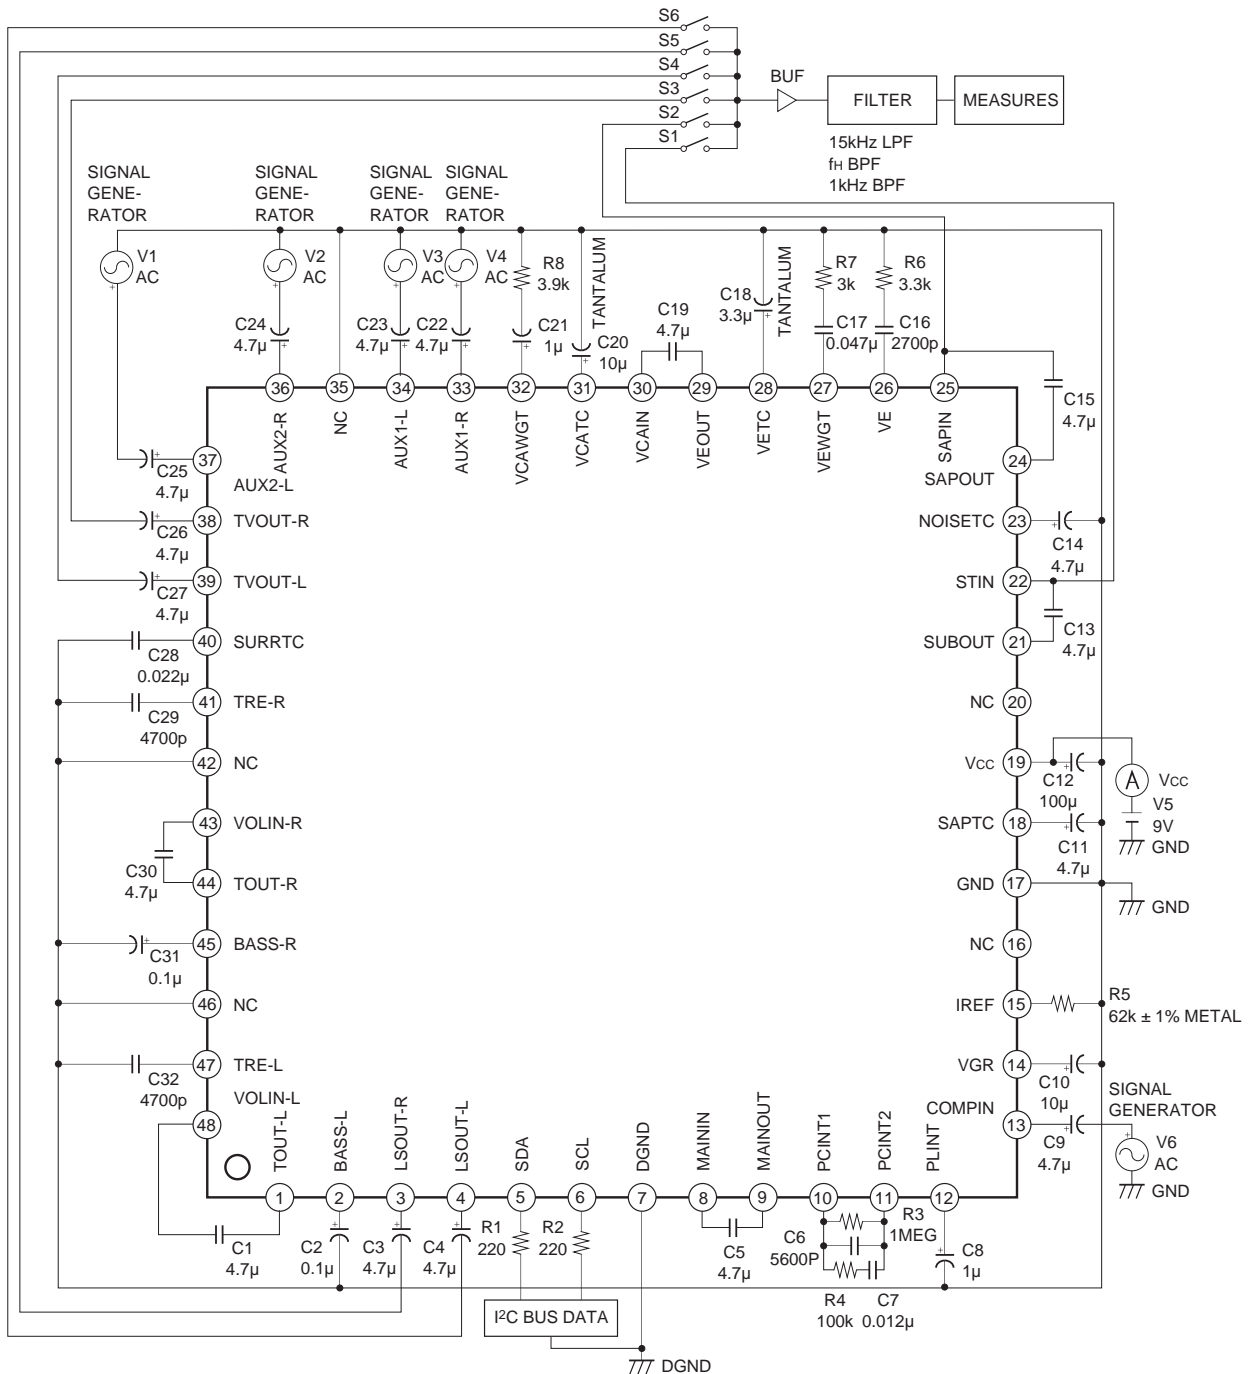 S6
S5
S4
S3
S2
S1
BUF
FILTER
MEASURES
15kHz LPF
fH BPF
1kHz BPF
SIGNAL
GENE-
RATOR
SIGNAL
GENE-
RATOR
SIGNAL
GENE-
RATOR
SIGNAL
GENE-
RATOR
V1
AC
V2
AC
V3
AC
V4
AC
R8
3.9k
TANTALUM
TANTALUM
R7
3k
R6
3.3k
C24
4.7µ
C23
4.7µ
C22
4.7µ
C21
1µ
C20
10µ
C19
4.7µ
C18
3.3µ
C17
0.047µ
C16
2700p
C15
4.7µ
36
35
34
33
32
31
30
29
28
27
26
25
AUX2-R
NC
AUX1-L
AUX1-R
VCAWGT
VCATC
VCAIN
VEOUT
VETC
VEWGT
VE
SAPIN
37
C25
4.7µ
AUX2-L
24
SAPOUT
38
TVOUT-R
C26
4.7µ
NOISETC
23
C14
4.7µ
39
TVOUT-L
C27
4.7µ
STIN
22
40
SURRTC
C28
0.022µ
SUBOUT
21
C13
4.7µ
41
TRE-R
C29
4700p
NC
20
42
NC
Vcc
19
C12
100µ
A
Vcc
V5
9V
GND
43
VOLIN-R
C30
4.7µ
SAPTC
18
C11
4.7µ
44
TOUT-R
GND
17
GND
45
BASS-R
C31
0.1µ
NC
16
46
NC
IREF
15
R5
62k ± 1% METAL
47
TRE-L
C32
4700p
VGR
14
C10
10µ
VOLIN-L
48
COMPIN
13
C9
4.7µ
SIGNAL
GENERATOR
V6
AC
GND
TOUT-L
BASS-L
LSOUT-R
LSOUT-L
SDA
SCL
DGND
MAININ
MAINOUT
PCINT1
PCINT2
PLINT
1
2
3
4
5
6
7
8
9
10
11
12
C1
4.7µ
C2
0.1µ
C3
4.7µ
C4
4.7µ
R1
220
R2
220
C5
4.7µ
C6
5600P
R3
1MEG
C8
1µ
R4
100k
C7
0.012µ
I²C BUS DATA
DGND